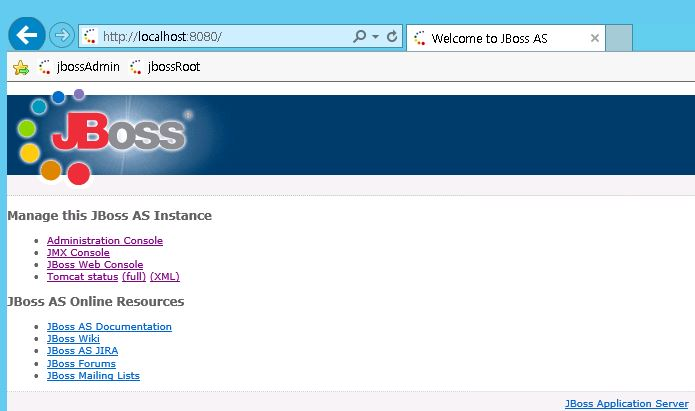 http://localhost:8080/
Welcome to JBoss AS
jbossAdmin jbossRoot
JBoss®
Manage this JBoss AS Instance
Administration Console
JMX Console
JBoss Web Console
Tomcat status (full) (XML)
JBoss AS Online Resources
JBoss AS Documentation
JBoss Wiki
JBoss AS JIRA
JBoss Forums
JBoss Mailing Lists
JBoss Application Server